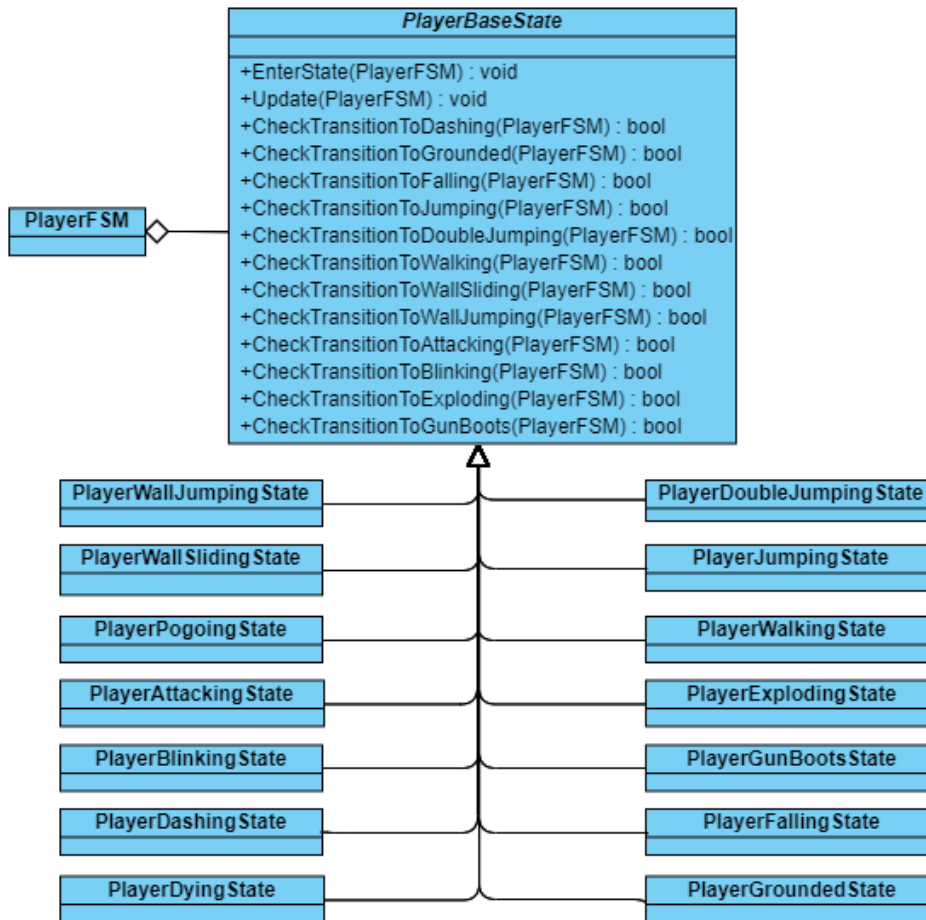 PlayerBaseState
+EnterState(PlayerFSM) : void
+Update(PlayerFSM) : void
+CheckTransitionToDashing(PlayerFSM) : bool
+CheckTransitionToGrounded(PlayerFSM) : bool
+CheckTransitionToFalling(PlayerFSM) : bool
+CheckTransitionToJumping(PlayerFSM) : bool
+CheckTransitionToDoubleJumping(PlayerFSM) : bool
+CheckTransitionToWalking(PlayerFSM) : bool
+CheckTransitionToWallSliding(PlayerFSM) : bool
+CheckTransitionToWallJumping(PlayerFSM) : bool
+CheckTransitionToAttacking(PlayerFSM) : bool
+CheckTransitionToBlinking(PlayerFSM) : bool
+CheckTransitionToExploding(PlayerFSM) : bool
+CheckTransitionToGunBoots(PlayerFSM) : bool
PlayerFSM
PlayerWallJumpingState
PlayerDoubleJumpingState
PlayerWallSlidingState
PlayerJumpingState
PlayerPogoingState
PlayerWalkingState
PlayerAttackingState
PlayerExplodingState
PlayerBlinkingState
PlayerGunBootsState
PlayerDashingState
PlayerFallingState
PlayerDyingState
PlayerGroundedState